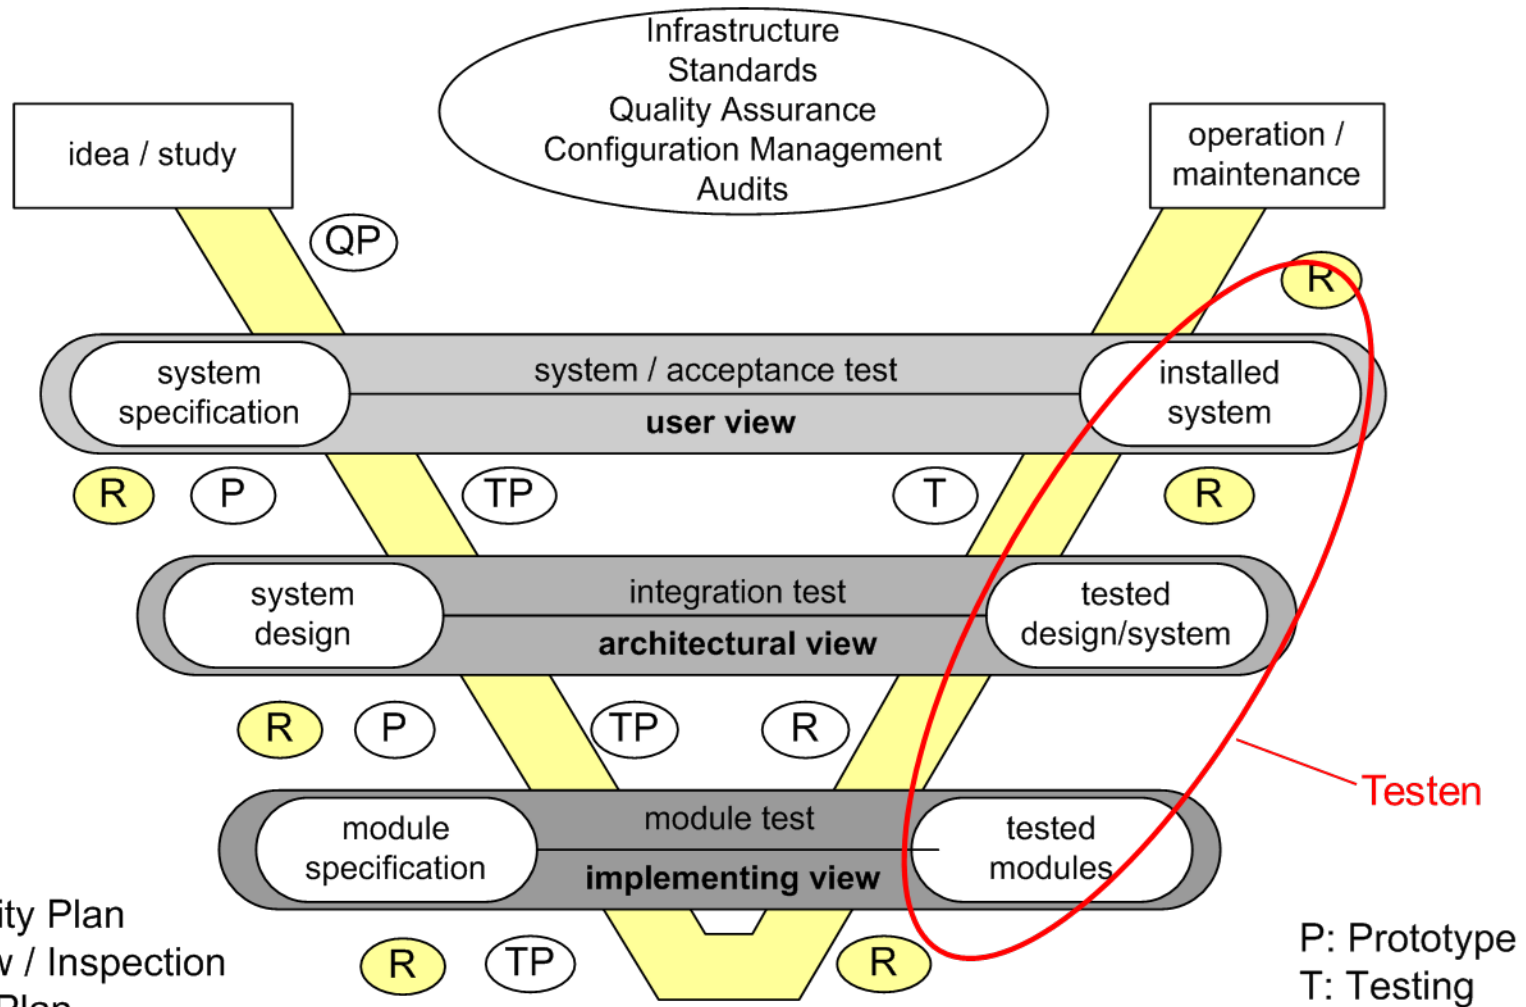 Infrastructure
Standards
Quality Assurance
Configuration Management
Audits
idea / study
operation /
maintenance
QP
R
system
specification
system / acceptance test
user view
installed
system
R
P
TP
T
R
system
design
integration test
architectural view
tested
design/system
R
P
TP
R
Testen
module
specification
module test
implementing view
tested
modules
ity Plan
w / Inspection
Plan
R
TP
R
P: Prototype
T: Testing